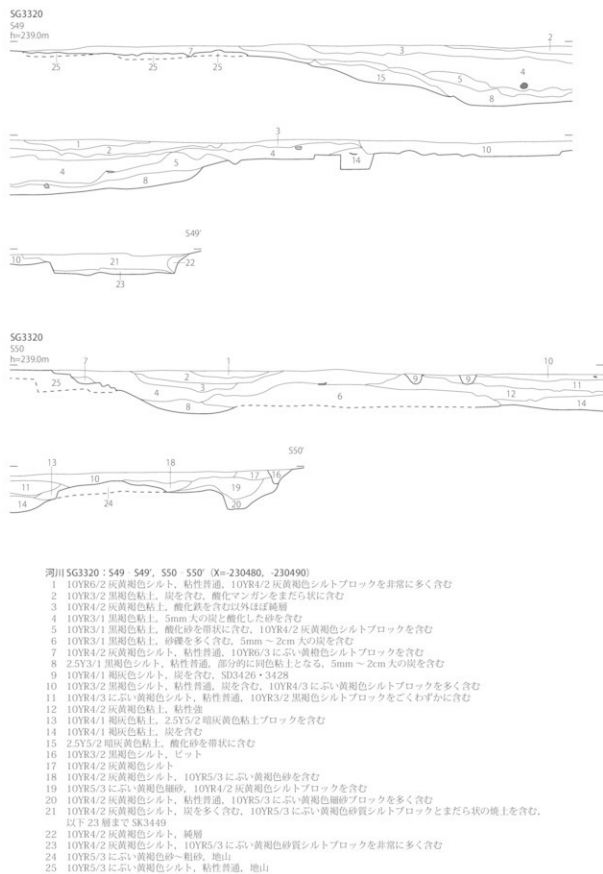 SG3320
S49
h=239.0m
7
3
2
25
25
25
15
5
4
8
3
1
2
4
5
4
8
14
10
S49'
10
21
22
23
SG3320
S50
h=239.0m
7
1
10
25
2
3
4
8
6
9
9
11
12
14
S50'
13
10
18
17
16
11
14
24
19
20
河川 SG3320：S49‐S49'，S50‐S50'（X=-230480，-230490）
1 10YR6/2 灰黄褐色シルト，粘性普通，10YR4/2 灰黄褐色シルトブロックを非常に多く含む
2 10YR3/2 黒褐色粘土，炭を含む，酸化マンガンをまだら状に含む
3 10YR4/2 灰黄褐色粘土，酸化鉄を含む以外ほぼ純層
4 10YR3/1 黒褐色粘土，5mm 大の炭と酸化した砂を含む
5 10YR3/1 黒褐色粘土，酸化砂を帯状に含む，10YR4/2 灰黄褐色シルトブロックを含む
6 10YR3/1 黒褐色粘土，砂礫を多く含む，5mm ～ 2cm 大の炭を含む
7 10YR4/2 灰黄褐色シルト，粘性普通，10YR6/3 にぶい黄橙色シルトブロックを含む
8 2.5Y3/1 黒褐色シルト，粘性普通，部分的に同色粘土となる，5mm ～ 2cm 大の炭を含む
9 10YR4/1 褐灰色シルト，炭を含む，SD3426・3428
10 10YR3/2 黒褐色シルト，粘性普通，炭を含む，10YR4/3 にぶい黄褐色シルトブロックを多く含む
11 10YR4/3 にぶい黄褐色シルト，粘性普通，10YR3/2 黒褐色シルトブロックをごくわずかに含む
12 10YR4/2 灰黄褐色粘土，粘性強
13 10YR4/1 褐灰色粘土，2.5Y5/2 暗灰黄色粘土ブロックを含む
14 10YR4/1 褐灰色粘土，炭を含む
15 2.5Y5/2 暗灰黄色粘土，酸化砂を帯状に含む
16 10YR3/2 黒褐色シルト，ピット
17 10YR4/2 灰黄褐色シルト
18 10YR4/2 灰黄褐色シルト，10YR5/3 にぶい黄褐色砂を含む
19 10YR5/3 にぶい黄褐色細砂，10YR4/2 灰黄褐色シルトブロックを含む
20 10YR4/2 灰黄褐色シルト，粘性普通，10YR5/3 にぶい黄褐色細砂ブロックを多く含む
21 10YR4/2 灰黄褐色シルト，炭を多く含む，10YR5/3 にぶい黄褐色砂質シルトブロックとまだら状の焼土を含む，
以下 23 層まで SK3449
22 10YR4/2 灰黄褐色シルト，純層
23 10YR4/2 灰黄褐色シルト，10YR5/3 にぶい黄褐色砂質シルトブロックを非常に多く含む
24 10YR5/3 にぶい黄褐色砂～粗砂，地山
25 10YR5/3 にぶい黄褐色シルト，粘性普通，地山